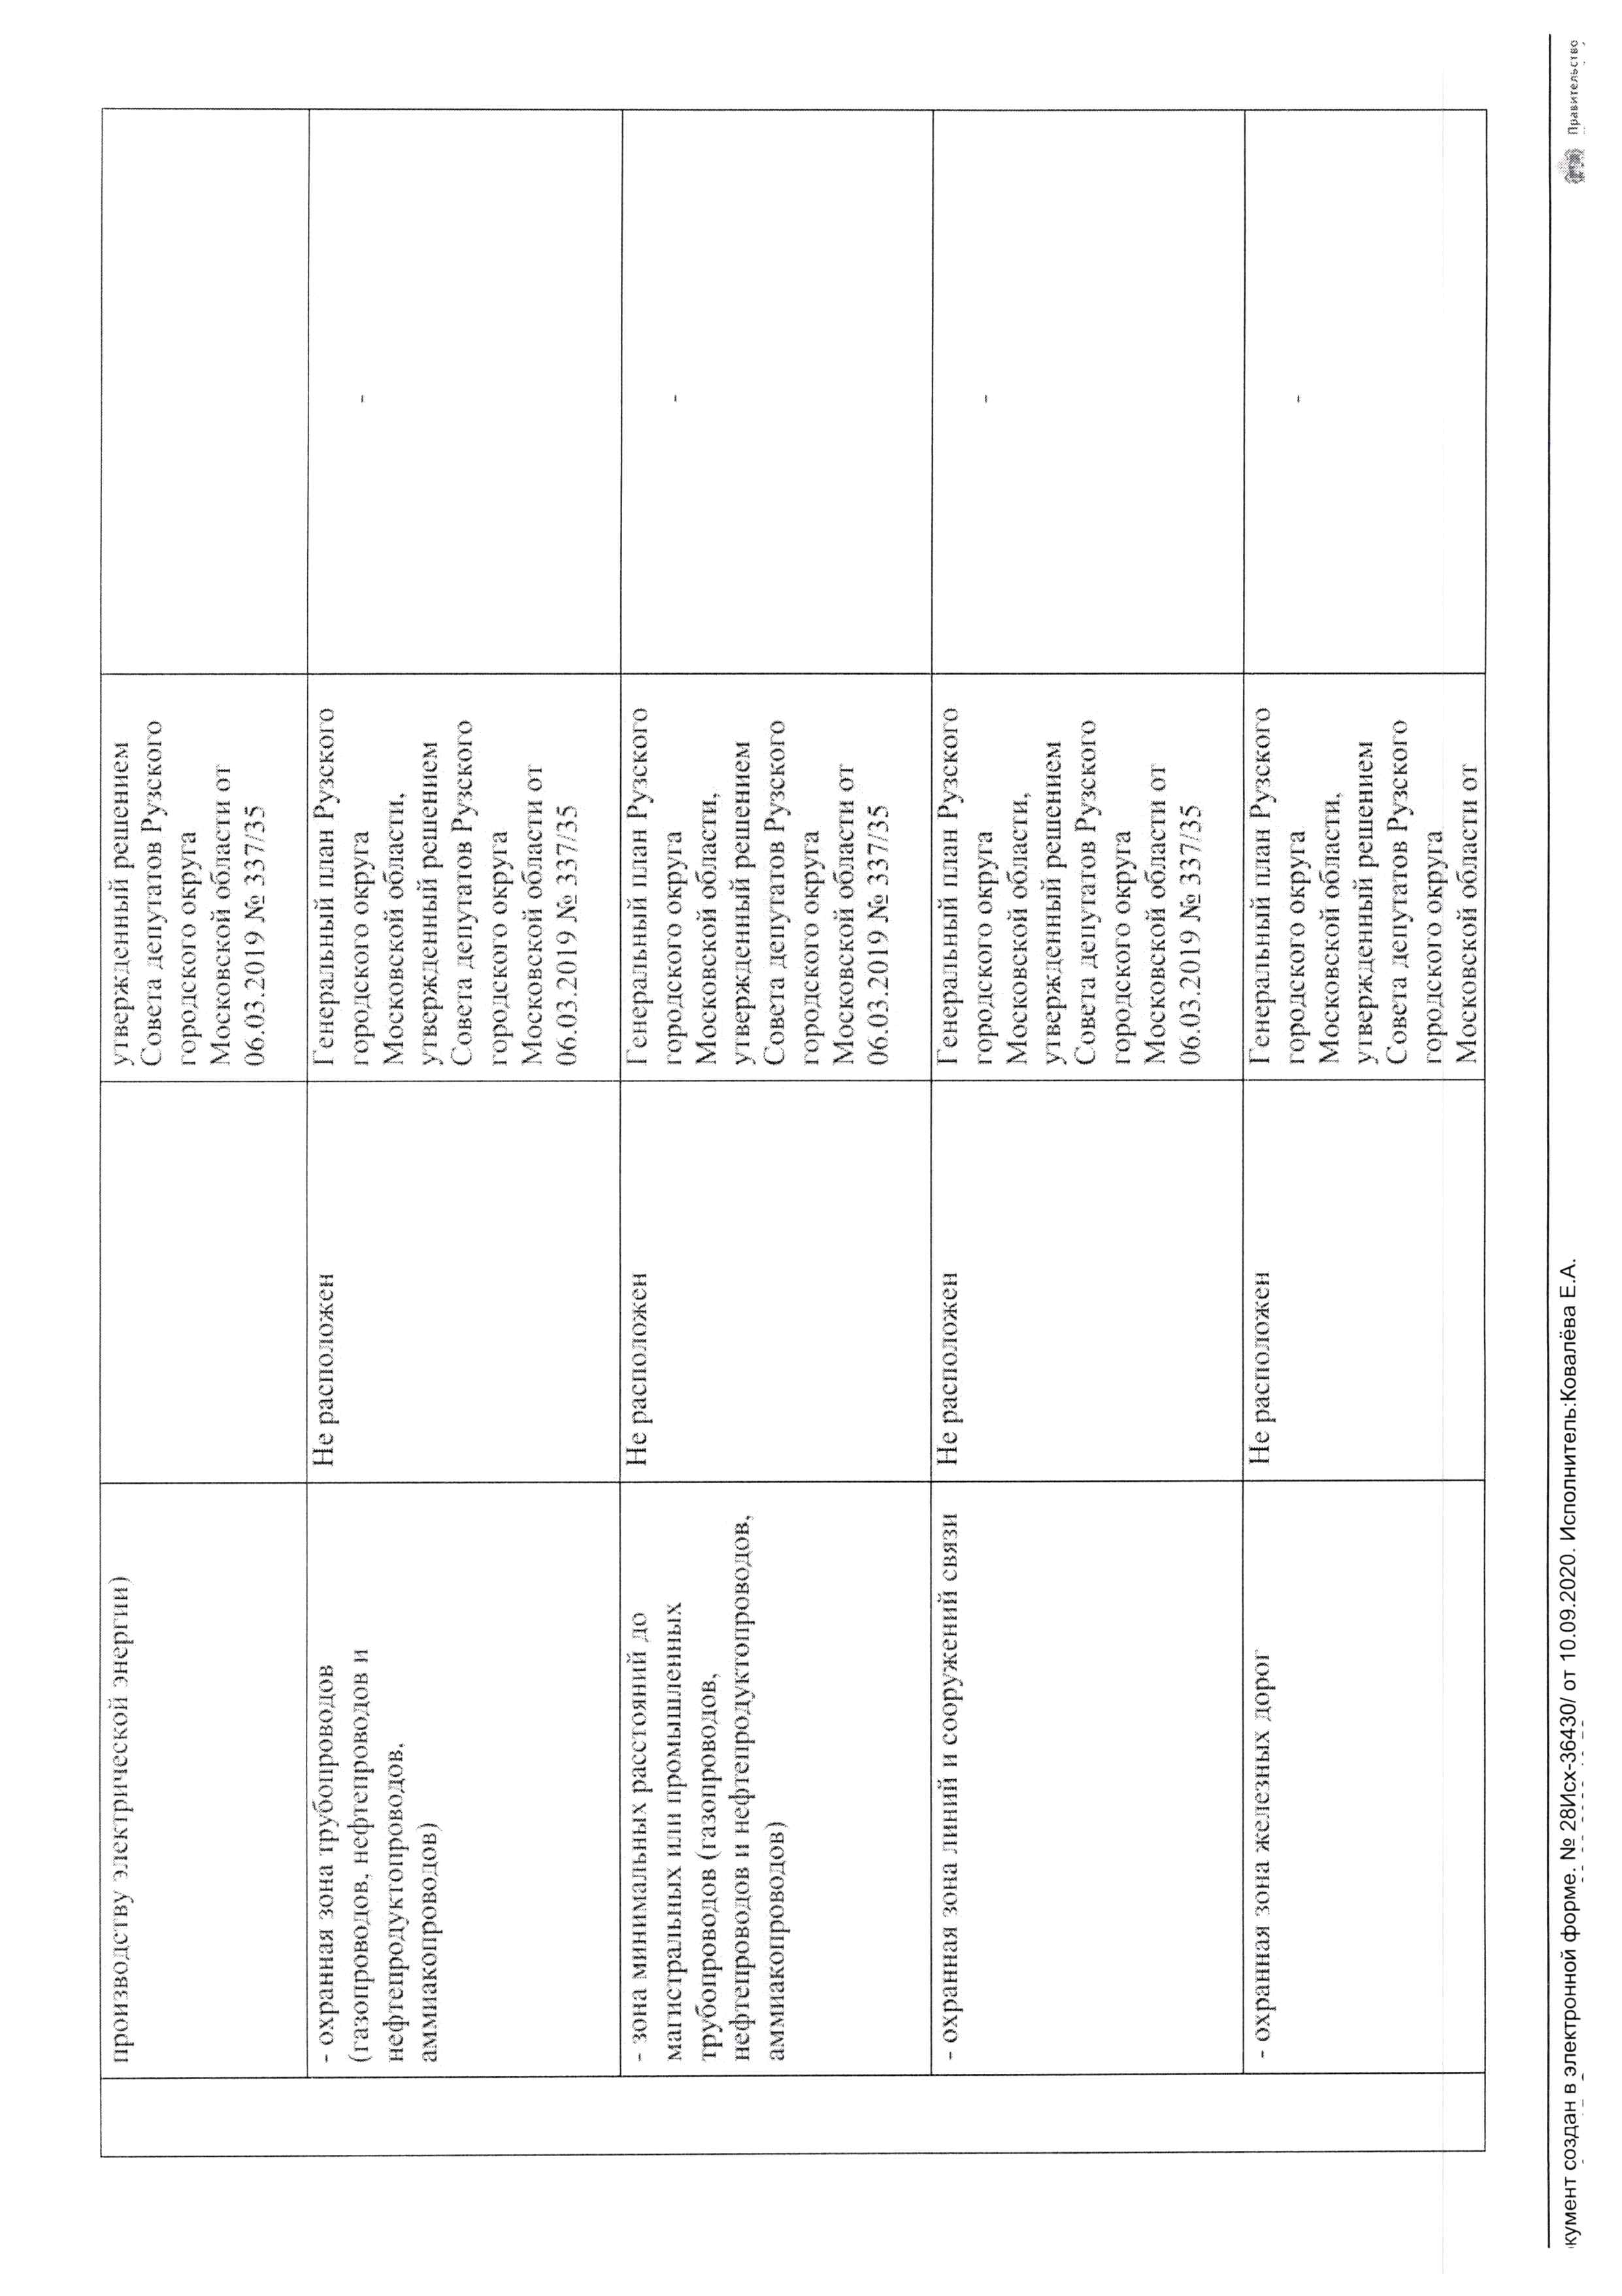 производству электрической энергии)
утвержденный решением
Совета депутатов Рузского
городского округа
Московской области от
06.03.2019 № 337/35
- охранная зона трубопроводов
(газопроводов, нефтепроводов и
нефтепродуктопроводов,
аммиакопроводов)
Не расположен
Генеральный план Рузского
городского округа
Московской области,
утвержденный решением
Совета депутатов Рузского
городского округа
Московской области от
06.03.2019 № 337/35
-
- зона минимальных расстояний до
магистральных или промышленных
трубопроводов (газопроводов,
нефтепроводов и нефтепродуктопроводов,
аммиакопроводов)
Не расположен
Генеральный план Рузского
городского округа
Московской области,
утвержденный решением
Совета депутатов Рузского
городского округа
Московской области от
06.03.2019 № 337/35
-
- охранная зона линий и сооружений связи
Не расположен
Генеральный план Рузского
городского округа
Московской области,
утвержденный решением
Совета депутатов Рузского
городского округа
Московской области от
06.03.2019 № 337/35
-
- охранная зона железных дорог
Не расположен
Генеральный план Рузского
городского округа
Московской области,
утвержденный решением
Совета депутатов Рузского
городского округа
Московской области от
-
кумент создан в электронной форме. № 28Исх-36430/ от 10.09.2020. Исполнитель:Ковалёва Е.А.
Правительство